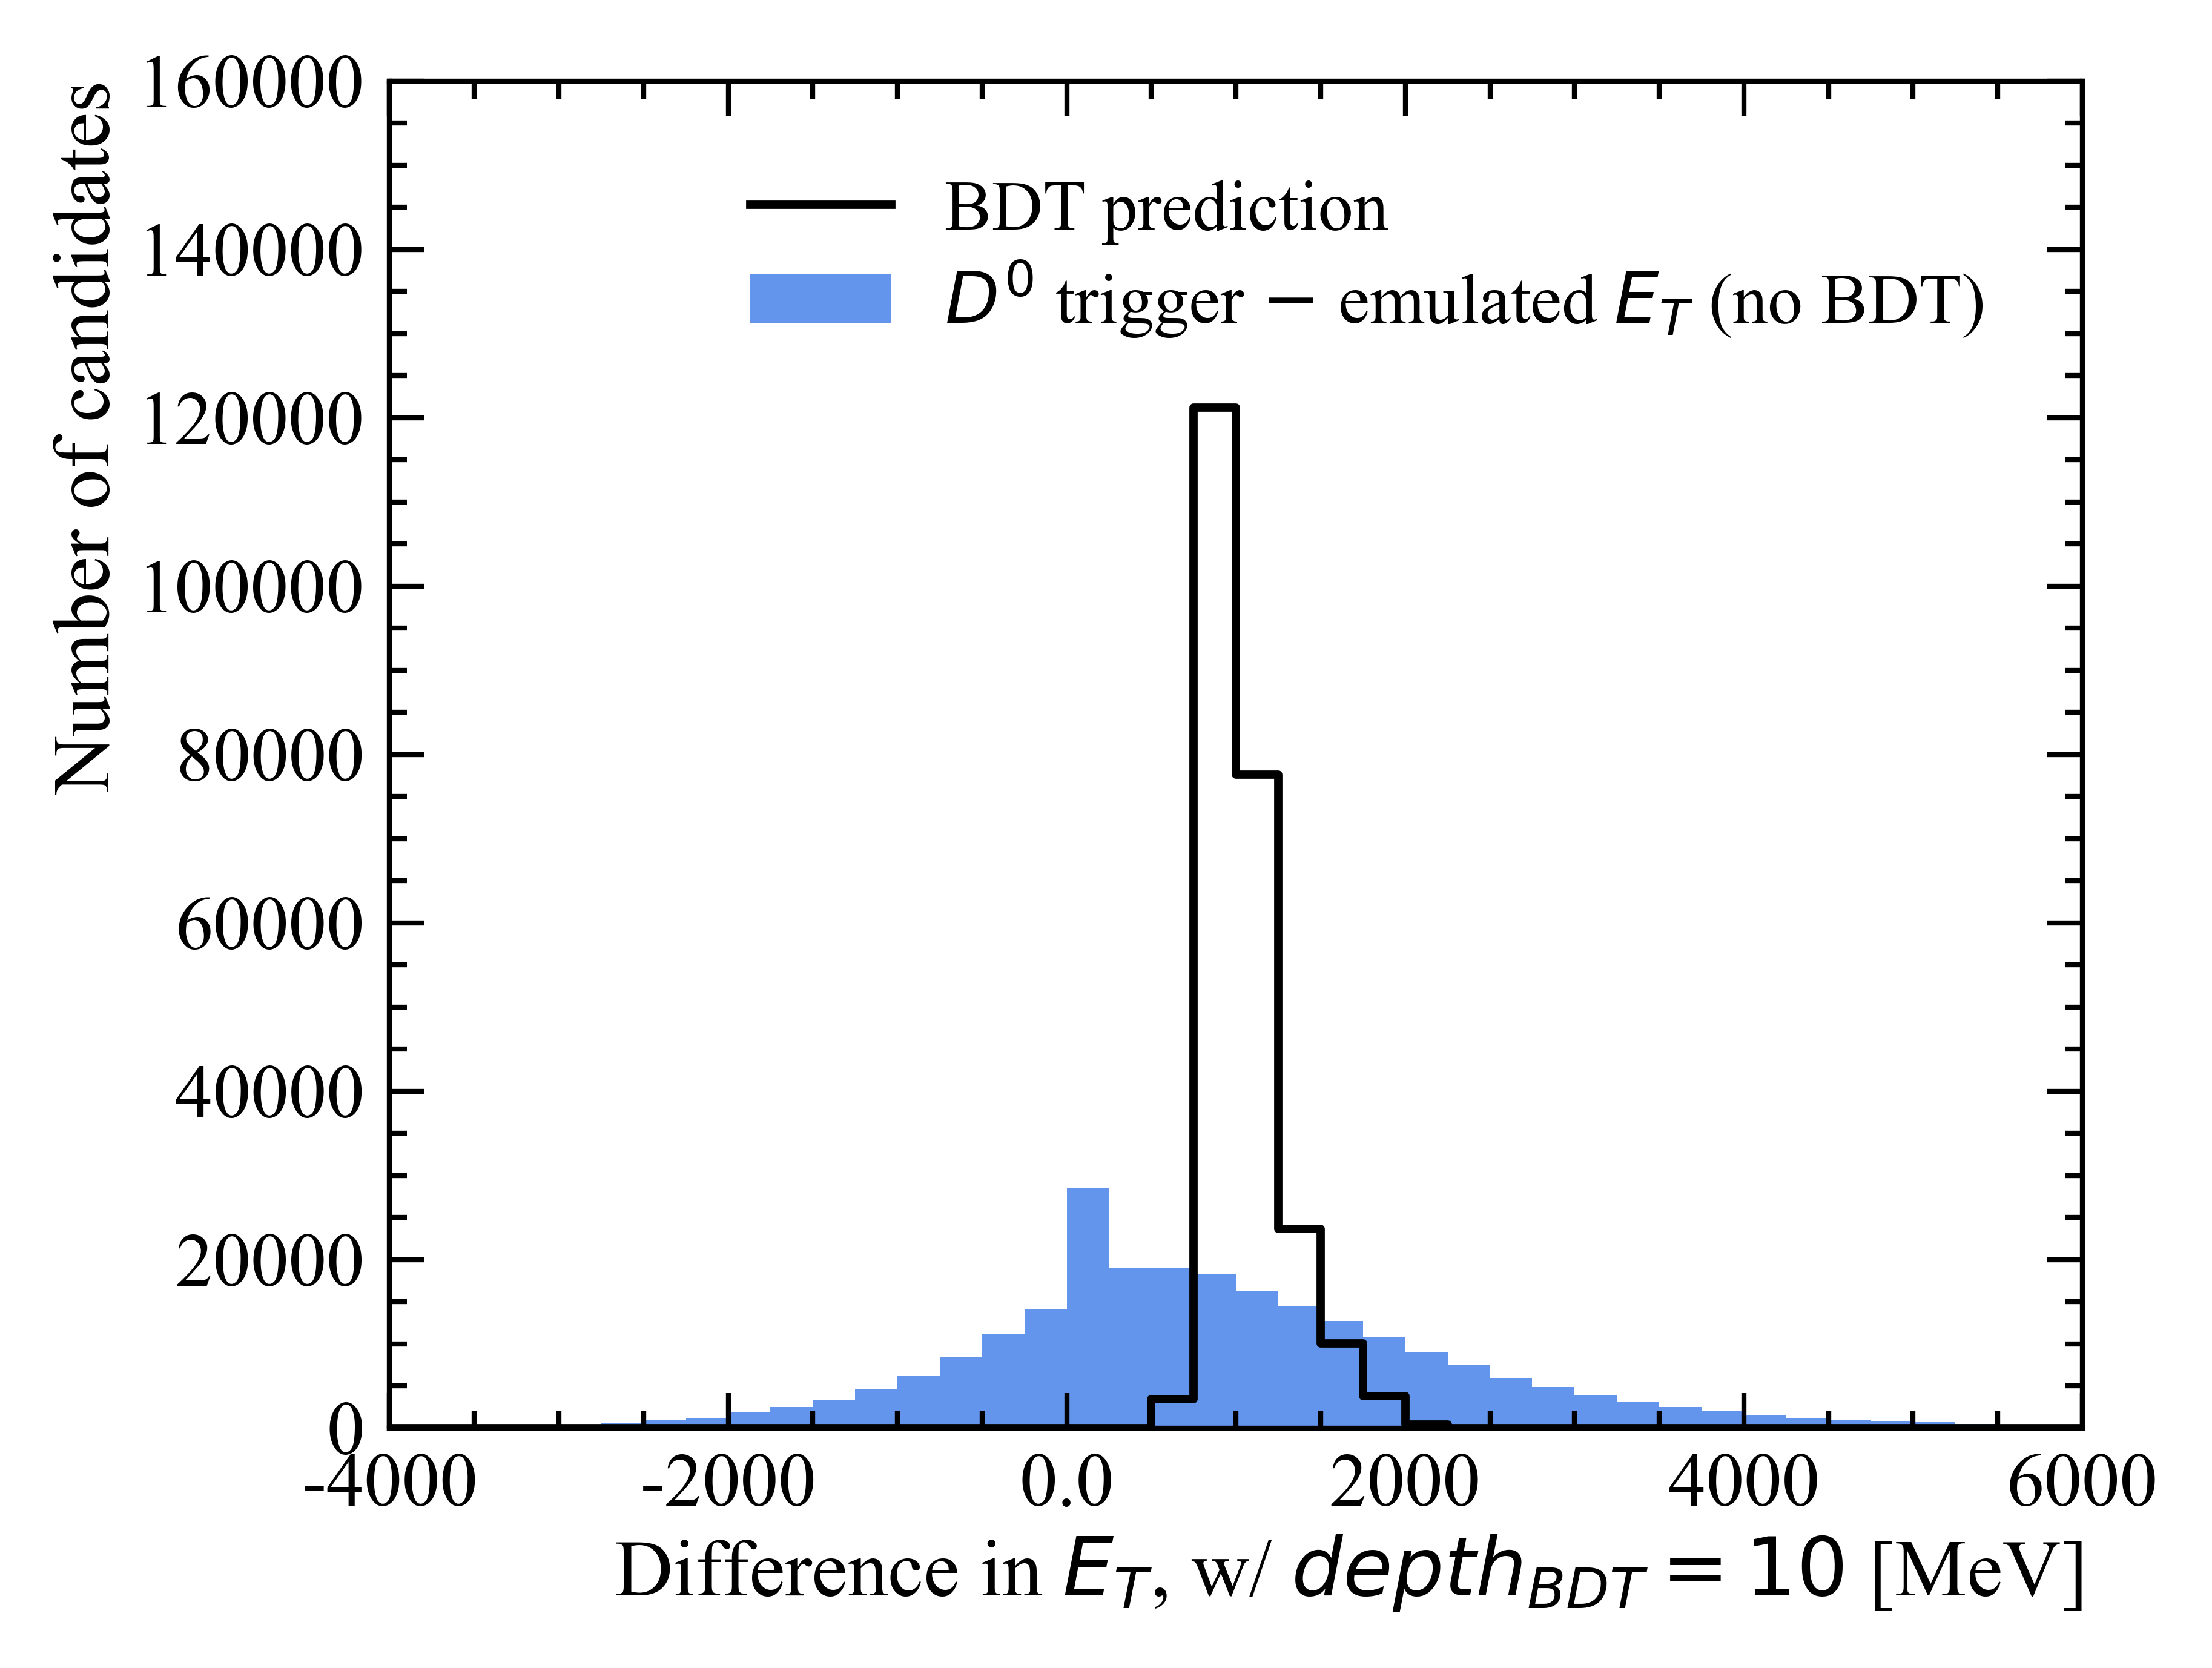 Number of candidates
160000
140000
120000
100000
80000
60000
40000
20000
0
BDT prediction
D⁰ trigger − emulated E_T (no BDT)
-4000 -2000 0.0 2000 4000 6000
Difference in E_T, w/ depth_BDT = 10 [MeV]